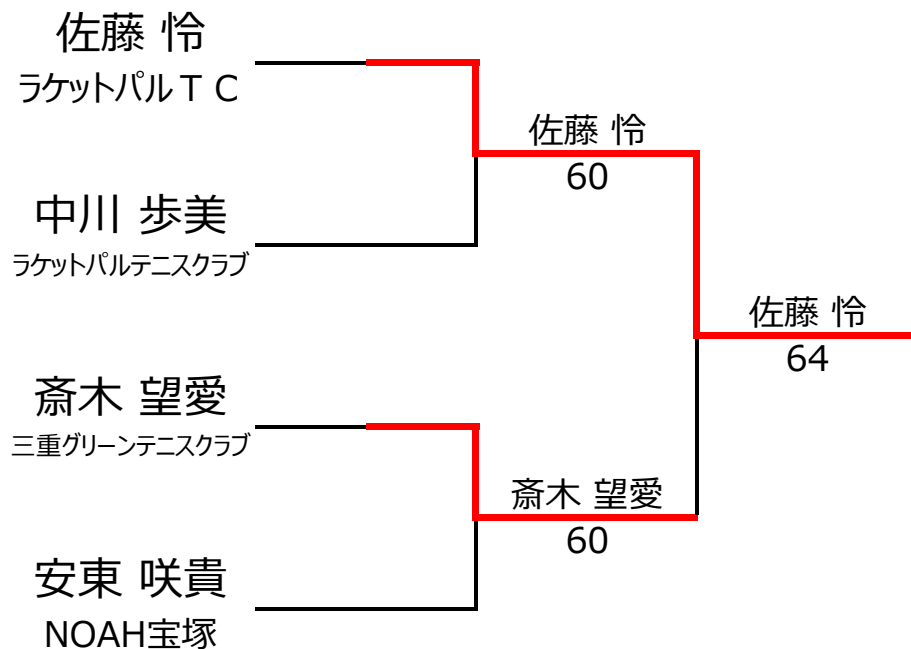 佐藤 怜
ラケットパルＴＣ
佐藤 怜
60
中川 歩美
ラケットパルテニスクラブ
佐藤 怜
64
斎木 望愛
三重グリーンテニスクラブ
斎木 望愛
60
安東 咲貴
NOAH宝塚